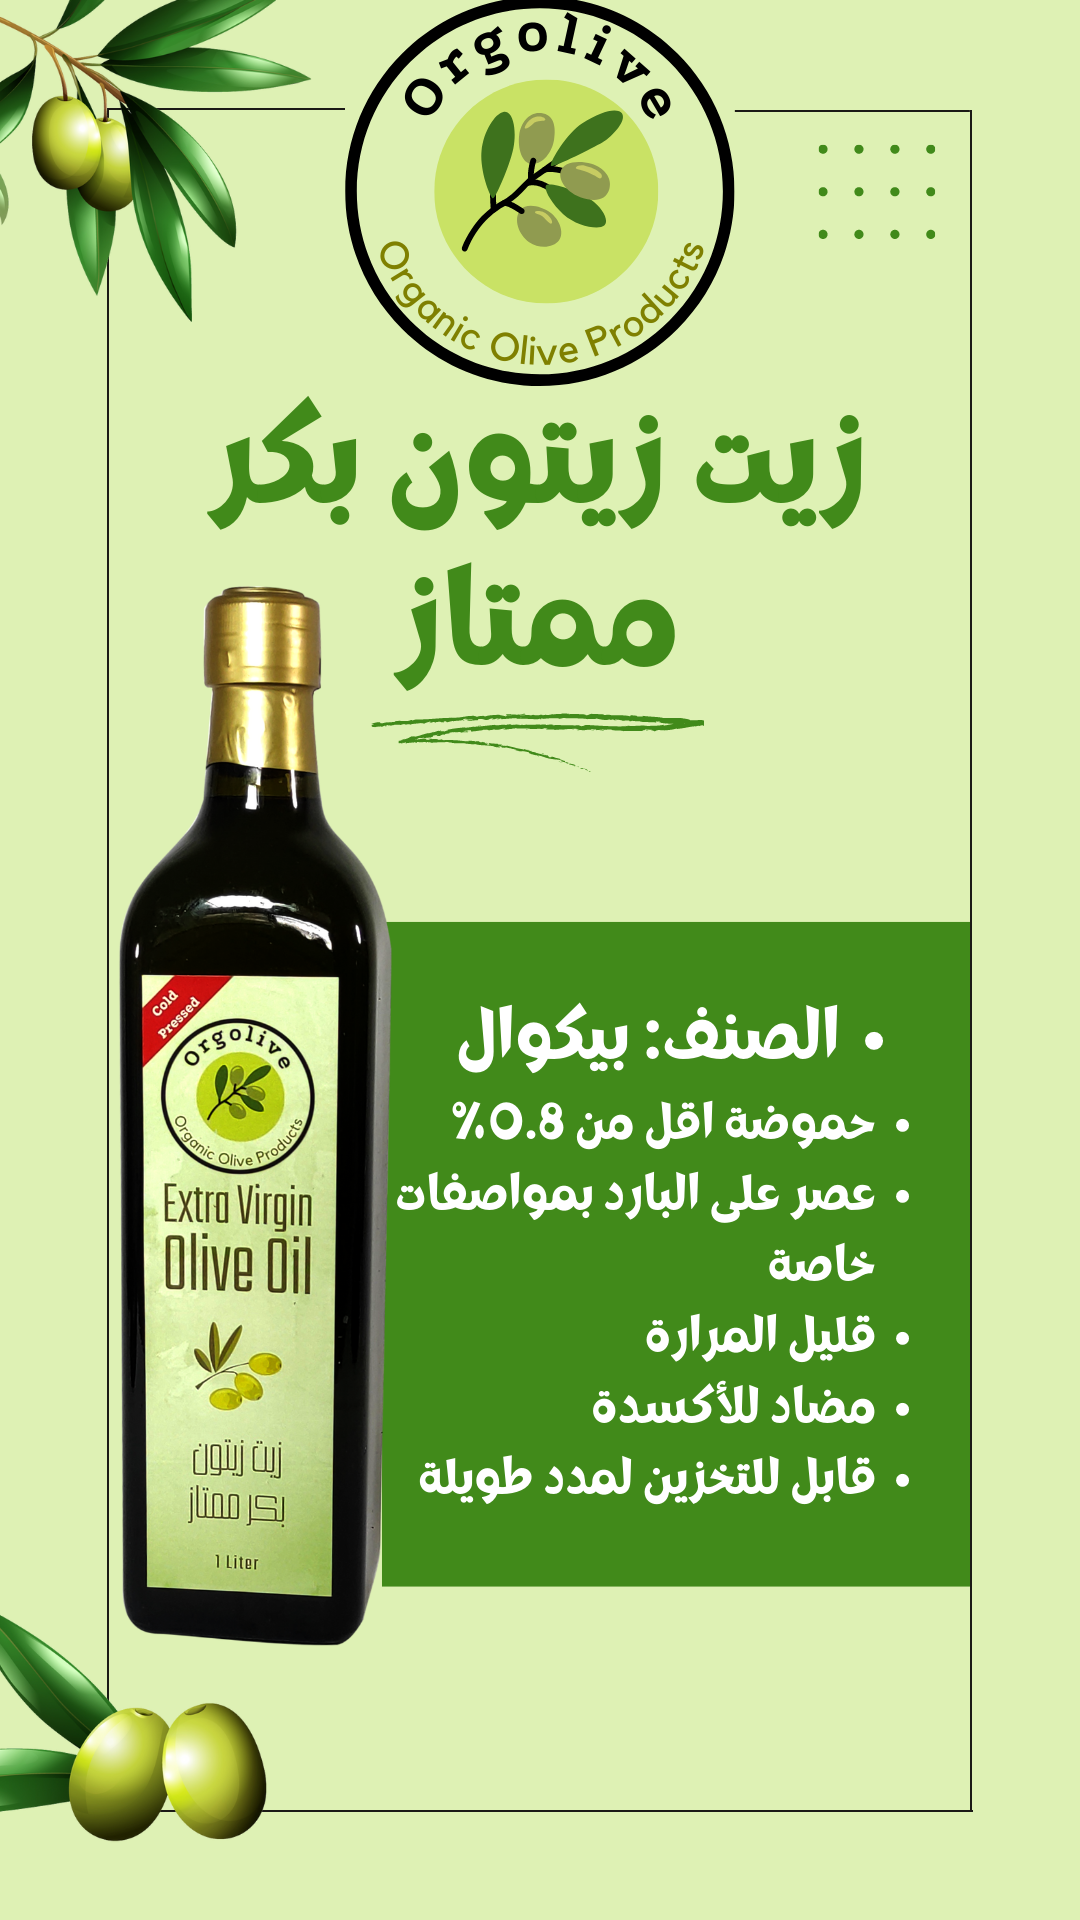 Orgolive
Organic Olive Products
زيت زيتون بكر
ممتاز
• الصنف: بيكوال
• حموضة اقل من 0.8%
• عصر على البارد بمواصفات
خاصة
• قليل المرارة
• مضاد للأكسدة
• قابل للتخزين لمدد طويلة
Cold
Pressed
Orgolive
Organic Olive Products
Extra Virgin
Olive Oil
زيت زيتون
بكر ممتاز
1 Liter